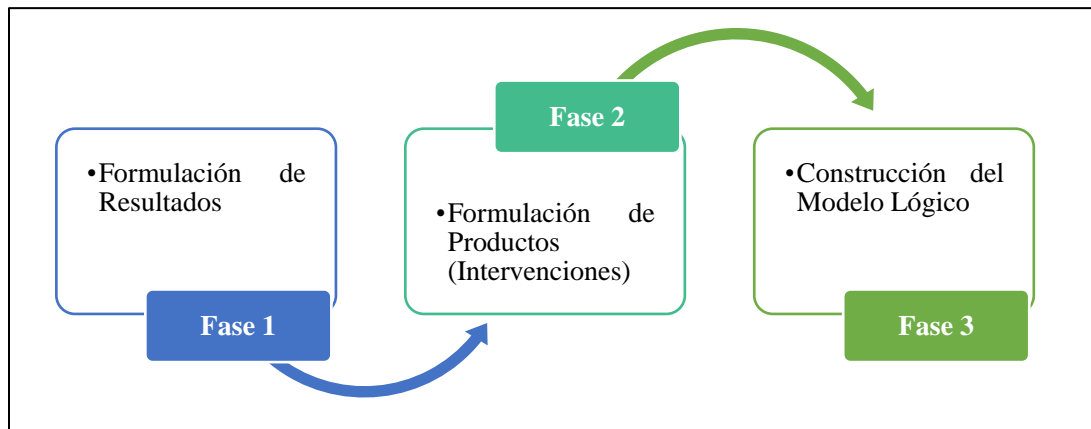 •Formulación de
Resultados
Fase 1
Fase 2
•Formulación de
Productos
(Intervenciones)
•Construcción del
Modelo Lógico
Fase 3